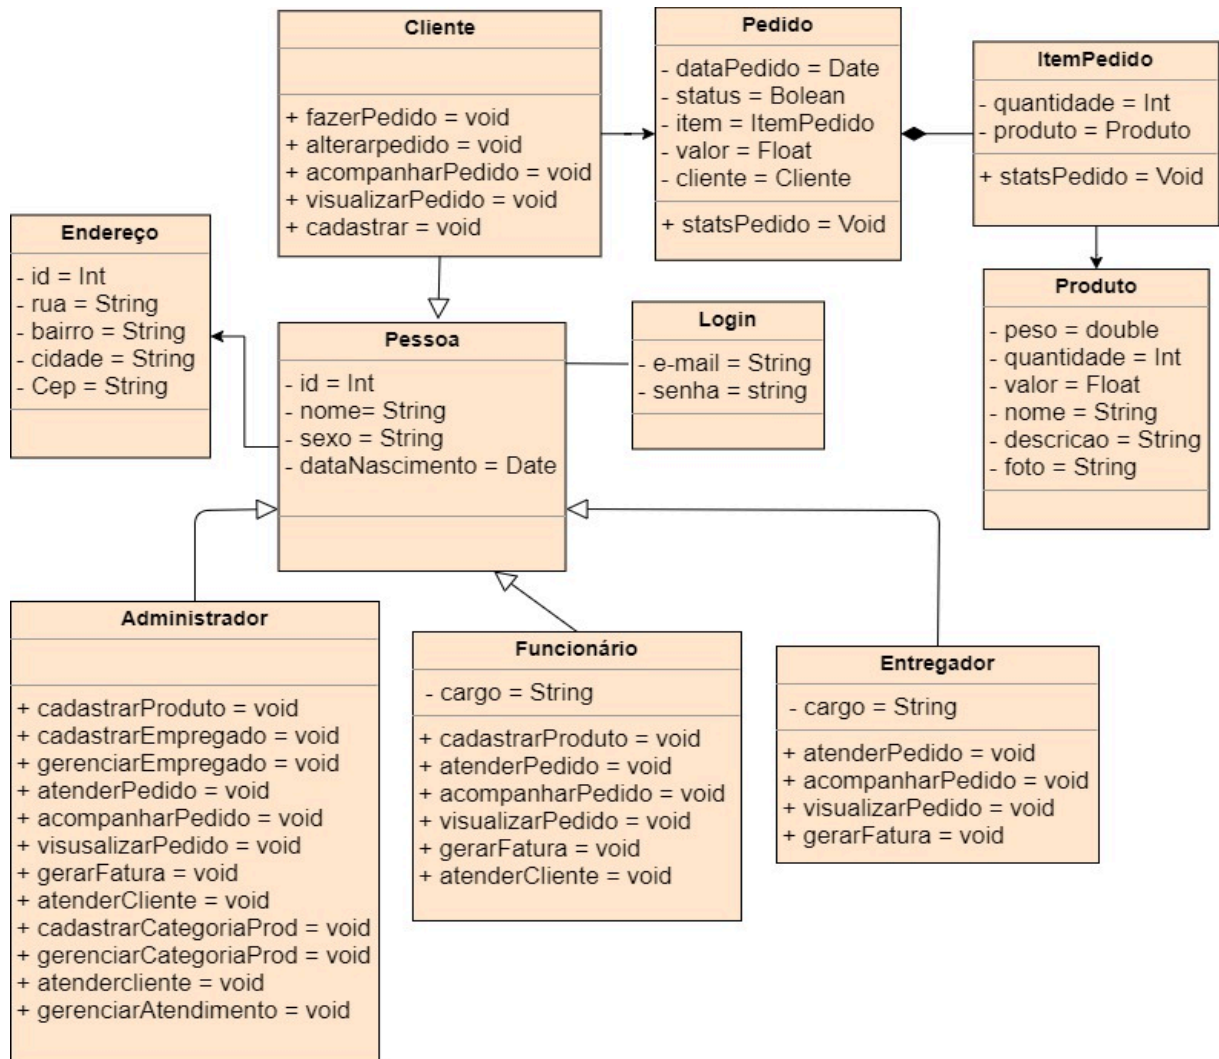 Cliente
+ fazerPedido = void
+ alterarpedido = void
+ acompanharPedido = void
+ visualizarPedido = void
+ cadastrar = void
Pedido
- dataPedido = Date
- status = Bolean
- item = ItemPedido
- valor = Float
- cliente = Cliente
+ statsPedido = Void
ItemPedido
- quantidade = Int
- produto = Produto
+ statsPedido = Void
Endereço
- id = Int
- rua = String
- bairro = String
- cidade = String
- Cep = String
Pessoa
- id = Int
- nome= String
- sexo = String
- dataNascimento = Date
Login
- e-mail = String
- senha = string
Produto
- peso = double
- quantidade = Int
- valor = Float
- nome = String
- descricao = String
- foto = String
Administrador
+ cadastrarProduto = void
+ cadastrarEmpregado = void
+ gerenciarEmpregado = void
+ atenderPedido = void
+ acompanharPedido = void
+ visusalizarPedido = void
+ gerarFatura = void
+ atenderCliente = void
+ cadastrarCategoriaProd = void
+ gerenciarCategoriaProd = void
+ atendercliente = void
+ gerenciarAtendimento = void
Funcionário
- cargo = String
+ cadastrarProduto = void
+ atenderPedido = void
+ acompanharPedido = void
+ visualizarPedido = void
+ gerarFatura = void
+ atenderCliente = void
Entregador
- cargo = String
+ atenderPedido = void
+ acompanharPedido = void
+ visualizarPedido = void
+ gerarFatura = void